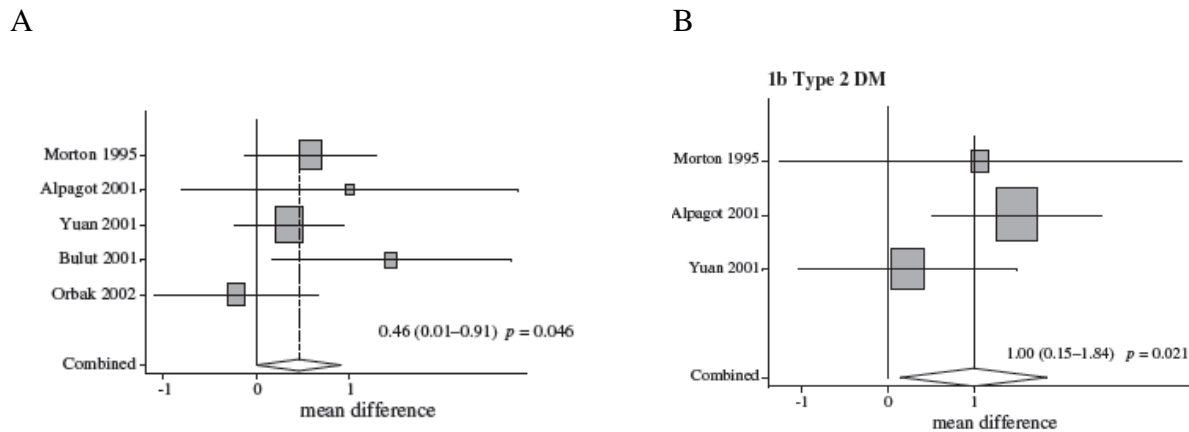 A
Morton 1995
Alpagot 2001
Yuan 2001
Bulut 2001
Orbak 2002
0.46 (0.01–0.91) p = 0.046
Combined
-1 0 1
mean difference
B
1b Type 2 DM
Morton 1995
Alpagot 2001
Yuan 2001
1.00 (0.15–1.84) p = 0.021
Combined
-1 0 1
mean difference